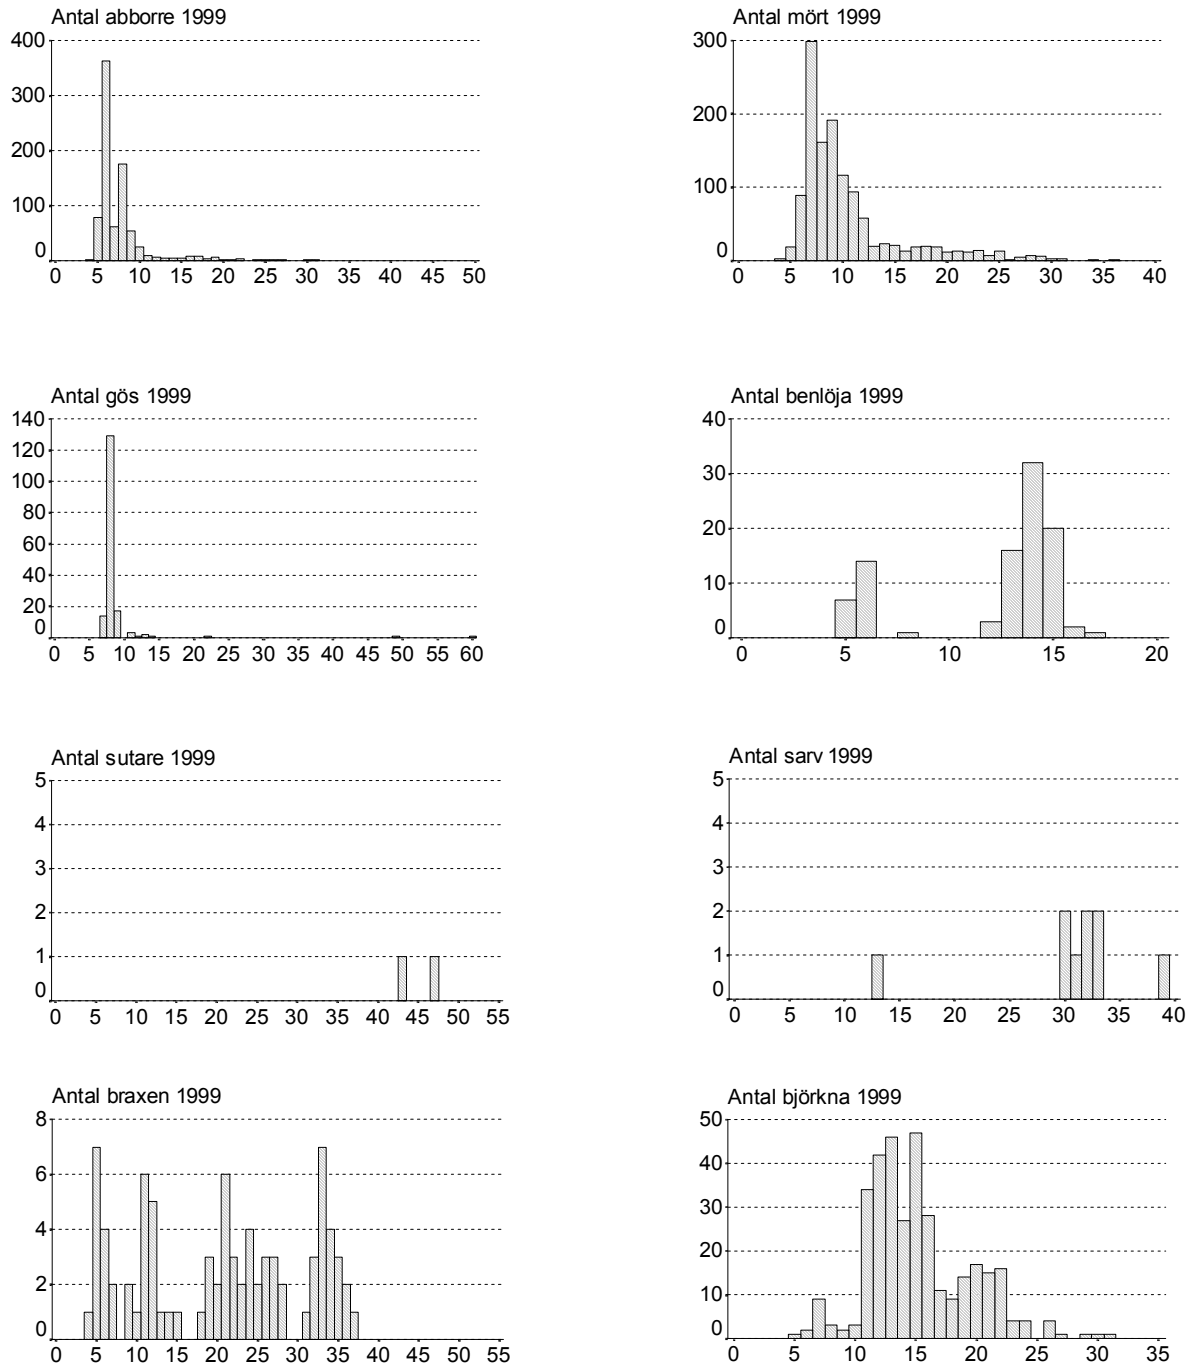 Antal abborre 1999
400
300
200
100
0
0 5 10 15 20 25 30 35 40 45 50
Antal mört 1999
300
200
100
0
0 5 10 15 20 25 30 35 40
Antal gös 1999
140
120
100
80
60
40
20
0
0 5 10 15 20 25 30 35 40 45 50 55 60
Antal benlöja 1999
40
30
20
10
0
0 5 10 15 20
Antal sutare 1999
5
4
3
2
1
0
0 5 10 15 20 25 30 35 40 45 50 55
Antal sarv 1999
5
4
3
2
1
0
0 5 10 15 20 25 30 35 40
Antal braxen 1999
8
6
4
2
0
0 5 10 15 20 25 30 35 40 45 50
Antal björkna 1999
50
40
30
20
10
0
0 5 10 15 20 25 30 35